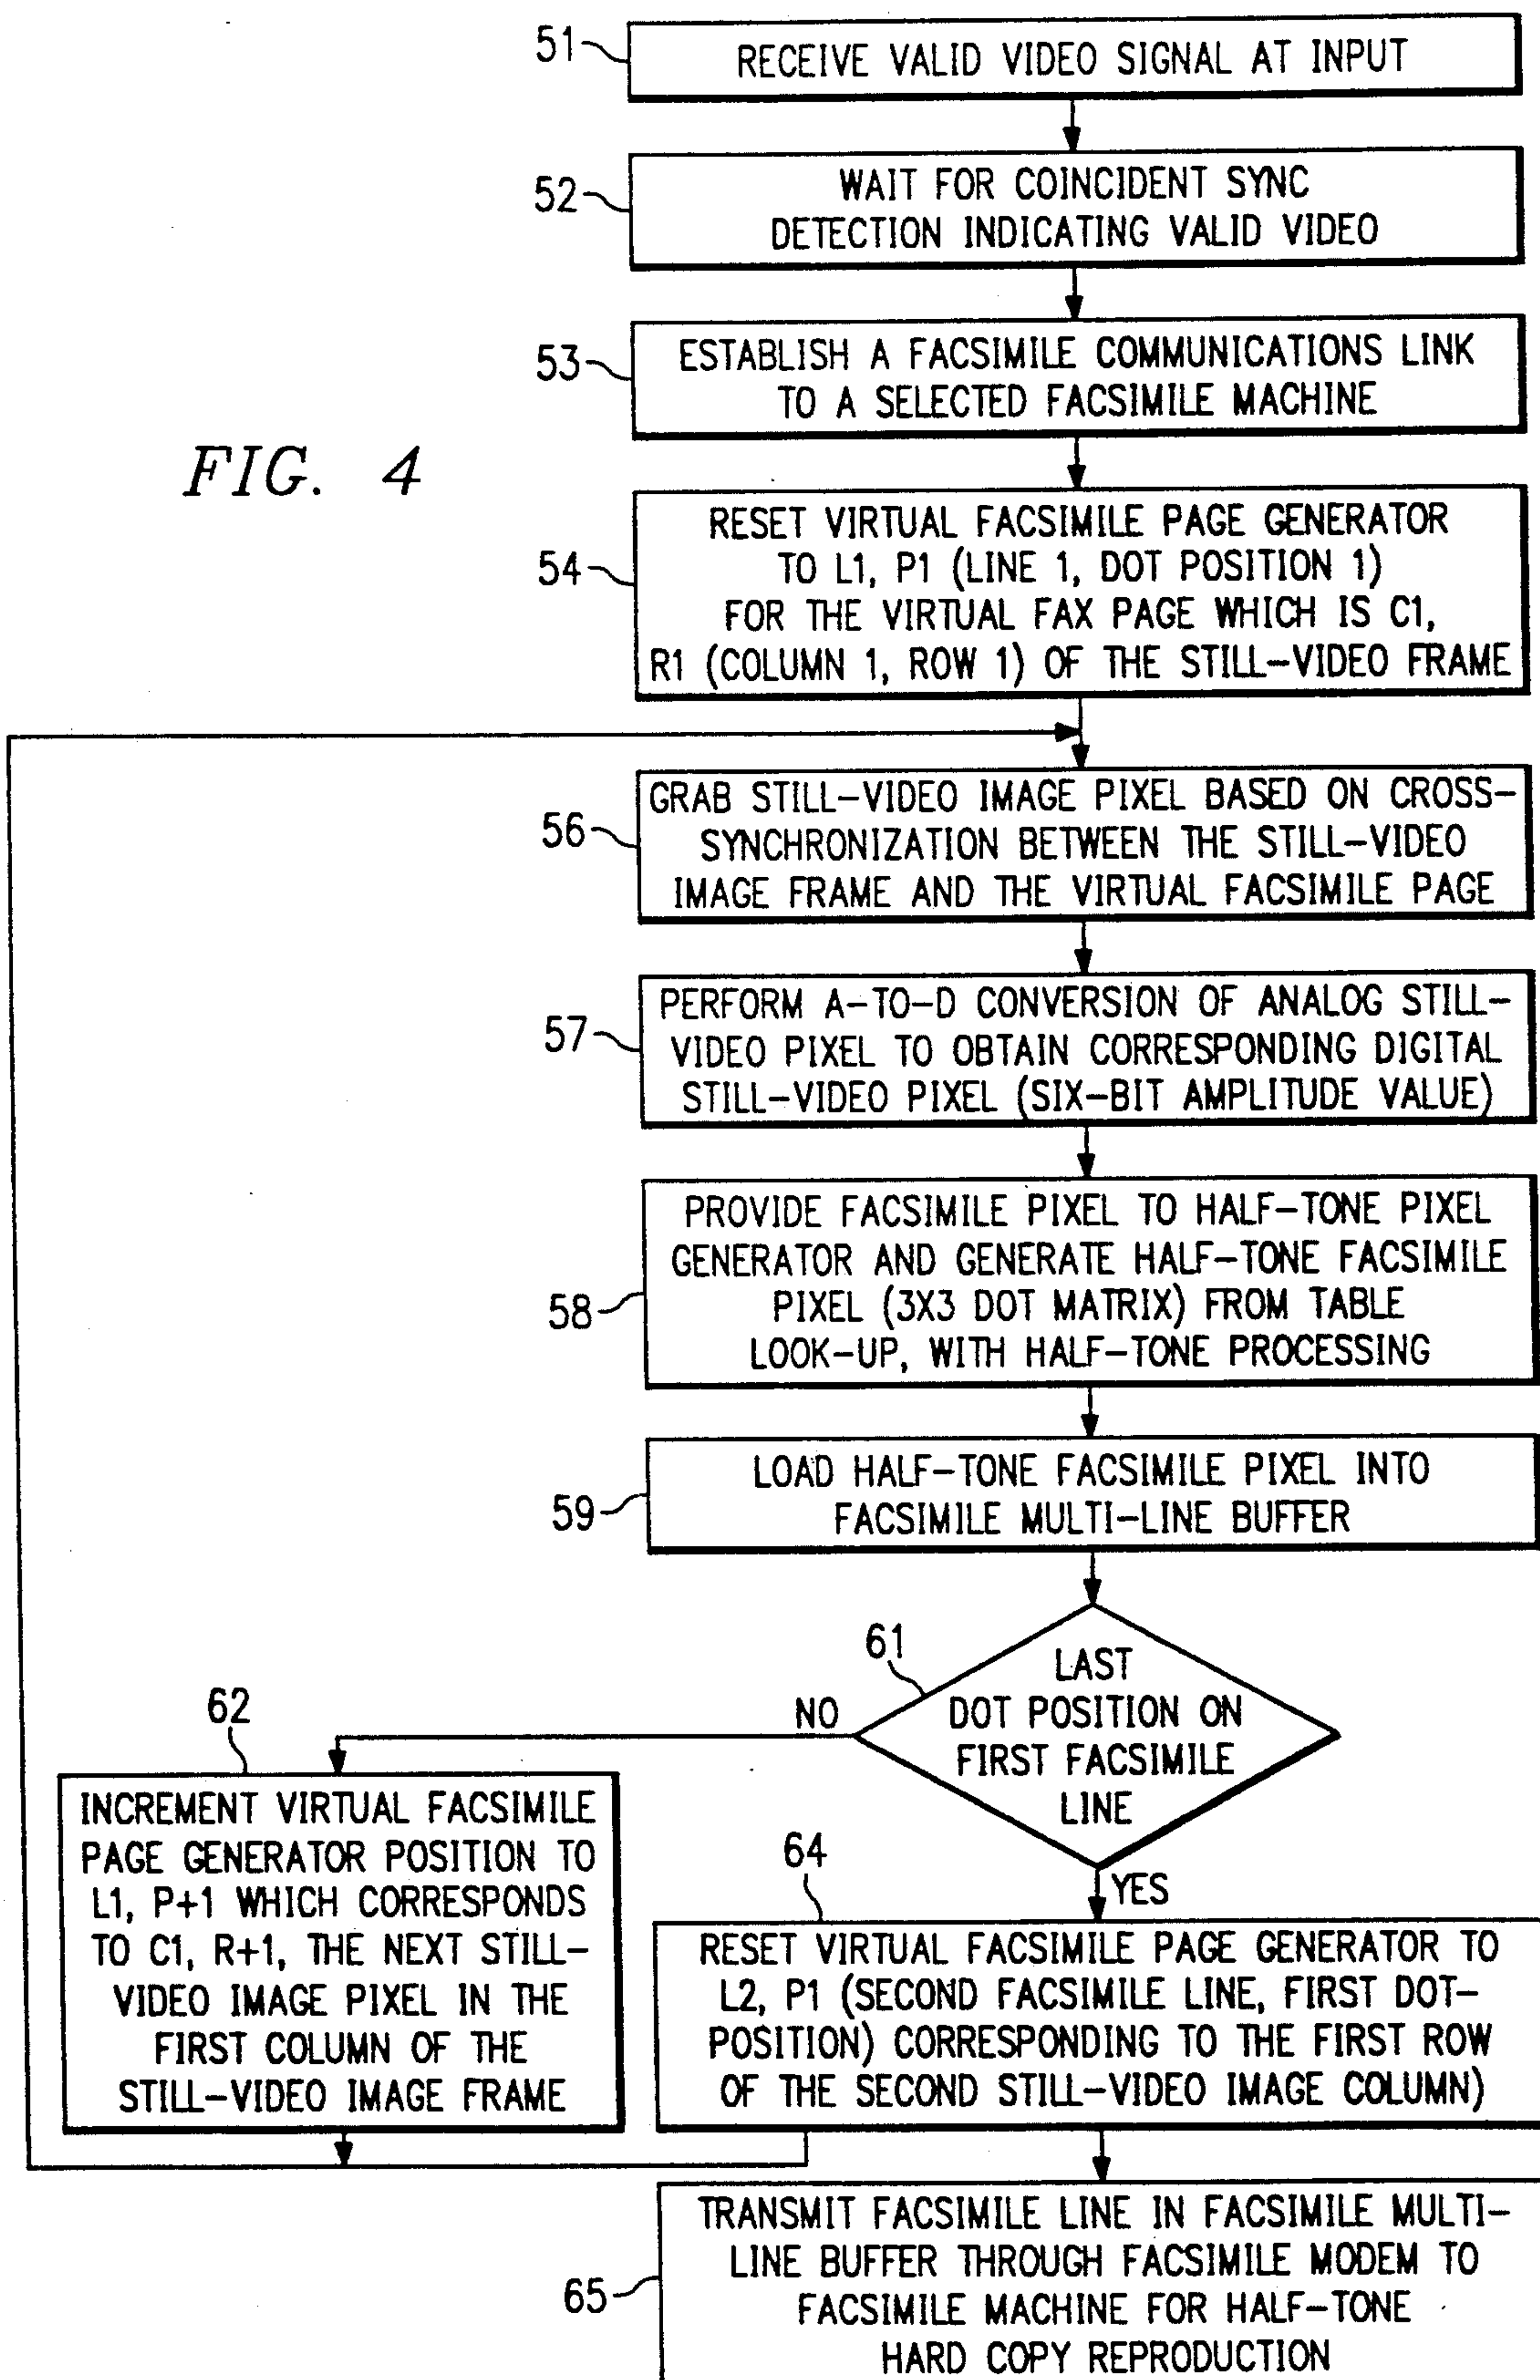 51
RECEIVE VALID VIDEO SIGNAL AT INPUT
52
WAIT FOR COINCIDENT SYNC
DETECTION INDICATING VALID VIDEO
53
ESTABLISH A FACSIMILE COMMUNICATIONS LINK
TO A SELECTED FACSIMILE MACHINE
FIG. 4
54
RESET VIRTUAL FACSIMILE PAGE GENERATOR
TO L1, P1 (LINE 1, DOT POSITION 1)
FOR THE VIRTUAL FAX PAGE WHICH IS C1,
R1 (COLUMN 1, ROW 1) OF THE STILL-VIDEO FRAME
56
GRAB STILL-VIDEO IMAGE PIXEL BASED ON CROSS-
SYNCHRONIZATION BETWEEN THE STILL-VIDEO
IMAGE FRAME AND THE VIRTUAL FACSIMILE PAGE
57
PERFORM A-TO-D CONVERSION OF ANALOG STILL-
VIDEO PIXEL TO OBTAIN CORRESPONDING DIGITAL
STILL-VIDEO PIXEL (SIX-BIT AMPLITUDE VALUE)
58
PROVIDE FACSIMILE PIXEL TO HALF-TONE PIXEL
GENERATOR AND GENERATE HALF-TONE FACSIMILE
PIXEL (3X3 DOT MATRIX) FROM TABLE
LOOK-UP, WITH HALF-TONE PROCESSING
59
LOAD HALF-TONE FACSIMILE PIXEL INTO
FACSIMILE MULTI-LINE BUFFER
61
LAST
DOT POSITION ON
FIRST FACSIMILE
LINE
NO
YES
62
INCREMENT VIRTUAL FACSIMILE
PAGE GENERATOR POSITION TO
L1, P+1 WHICH CORRESPONDS
TO C1, R+1, THE NEXT STILL-
VIDEO IMAGE PIXEL IN THE
FIRST COLUMN OF THE
STILL-VIDEO IMAGE FRAME
64
RESET VIRTUAL FACSIMILE PAGE GENERATOR TO
L2, P1 (SECOND FACSIMILE LINE, FIRST DOT-
POSITION) CORRESPONDING TO THE FIRST ROW
OF THE SECOND STILL-VIDEO IMAGE COLUMN)
65
TRANSMIT FACSIMILE LINE IN FACSIMILE MULTI-
LINE BUFFER THROUGH FACSIMILE MODEM TO
FACSIMILE MACHINE FOR HALF-TONE
HARD COPY REPRODUCTION